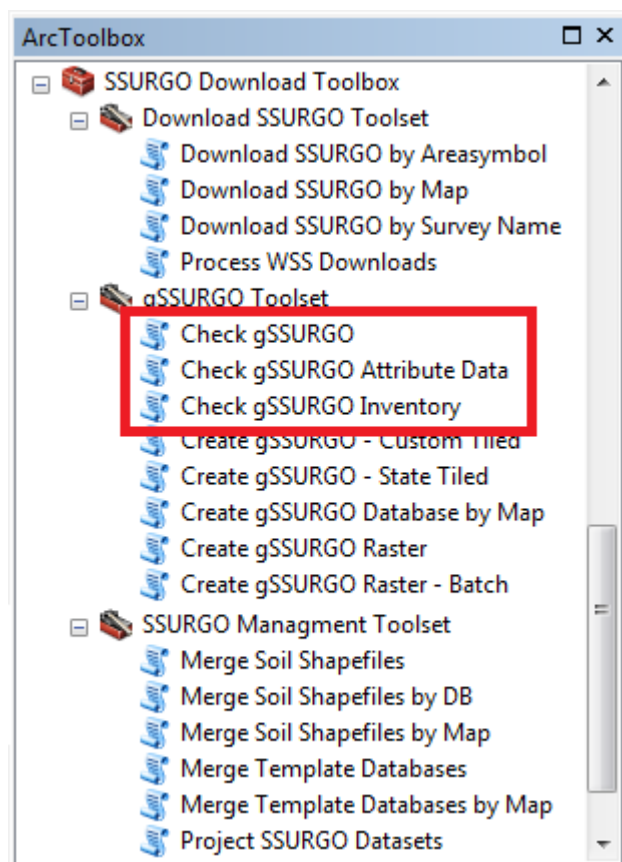 ArcToolbox
SSURGO Download Toolbox
Download SSURGO Toolset
Download SSURGO by Areasymbol
Download SSURGO by Map
Download SSURGO by Survey Name
Process WSS Downloads
gSSURGO Toolset
Check gSSURGO
Check gSSURGO Attribute Data
Check gSSURGO Inventory
Create gSSURGO - Custom Tiled
Create gSSURGO - State Tiled
Create gSSURGO Database by Map
Create gSSURGO Raster
Create gSSURGO Raster - Batch
SSURGO Managment Toolset
Merge Soil Shapefiles
Merge Soil Shapefiles by DB
Merge Soil Shapefiles by Map
Merge Template Databases
Merge Template Databases by Map
Project SSURGO Datasets